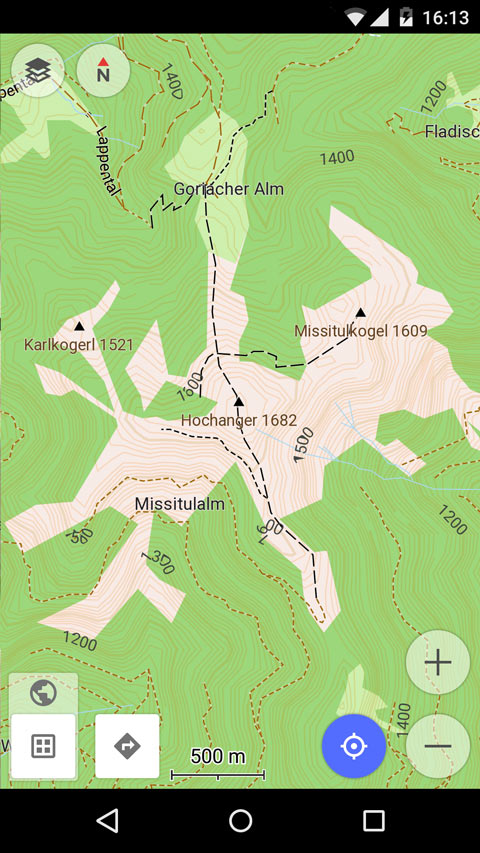 16:13
N
1400
1200
Fladisc
Lappental
1400
Gorjacher Alm
Missitulkogel 1609
Karlkogerl 1521
1600
Hochanger 1682
1500
Missitulalm
1200
1300
1200
1400
500 m